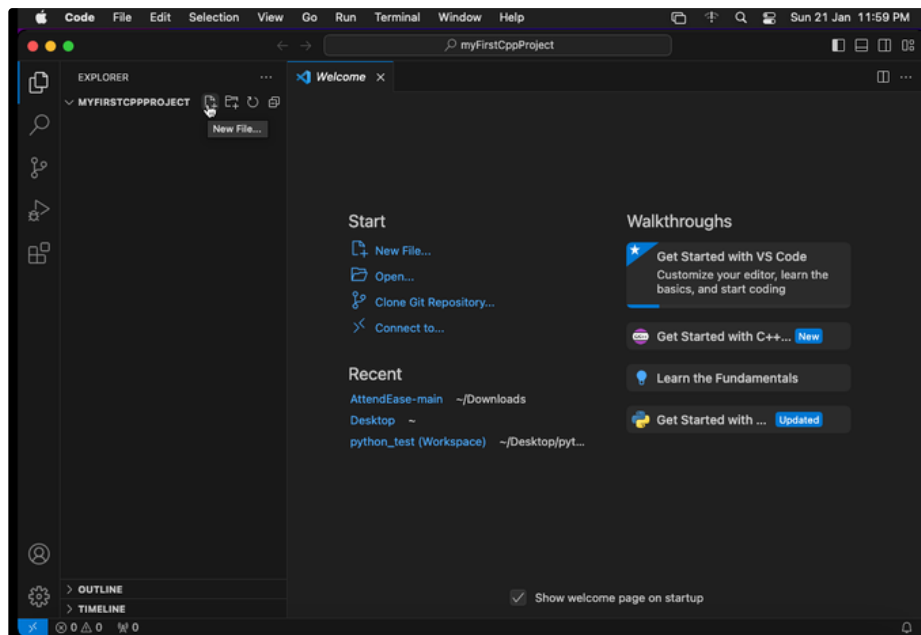 Code File Edit Selection View Go Run Terminal Window Help Sun 21 Jan 11:59 PM
myFirstCppProject
EXPLORER
Welcome
MYFIRSTCPPPROJECT
New File...
Start
New File...
Open...
Clone Git Repository...
Connect to...
Recent
AttendEase-main ~/Downloads
Desktop ~
python_test (Workspace) ~/Desktop/pyt...
Walkthroughs
Get Started with VS Code
Customize your editor, learn the
basics, and start coding
Get Started with C++... New
Learn the Fundamentals
Get Started with ... Updated
OUTLINE
TIMELINE
Show welcome page on startup
0 0 0